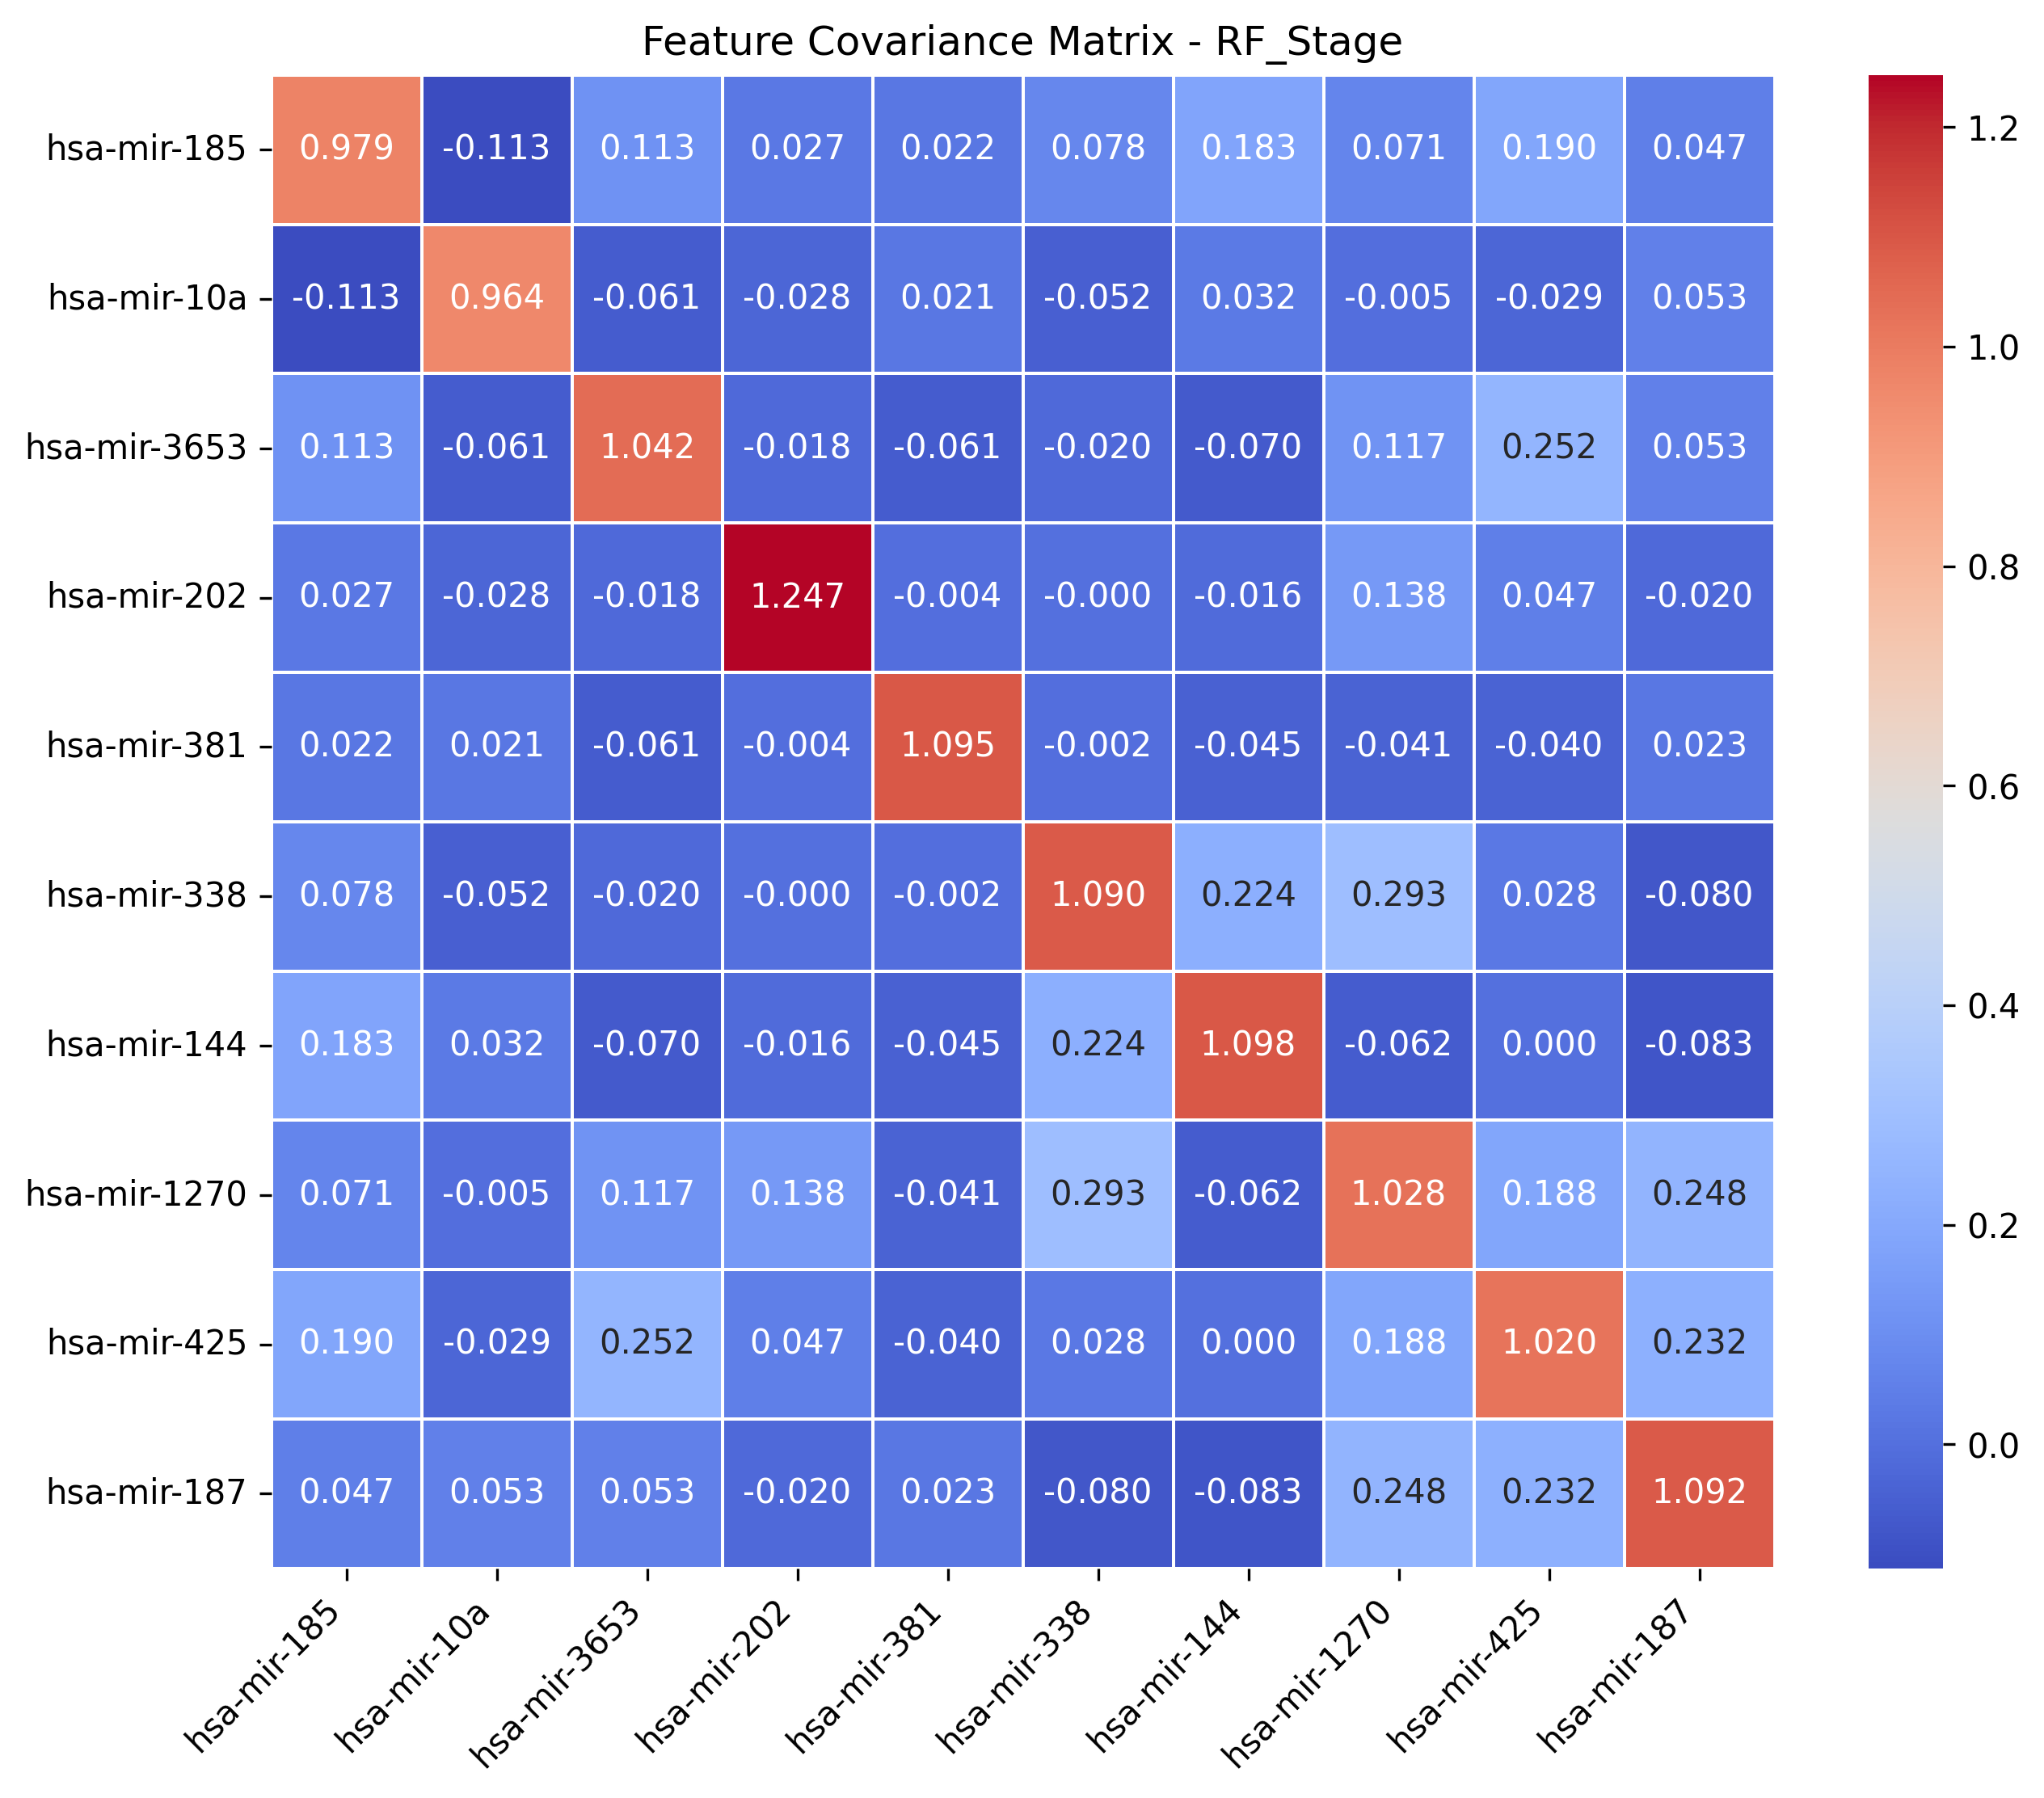 Feature Covariance Matrix - RF_Stage
hsa-mir-185 0.979 -0.113 0.113 0.027 0.022 0.078 0.183 0.071 0.190 0.047
hsa-mir-10a -0.113 0.964 -0.061 -0.028 0.021 -0.052 0.032 -0.005 -0.029 0.053
hsa-mir-3653 0.113 -0.061 1.042 -0.018 -0.061 -0.020 -0.070 0.117 0.252 0.053
hsa-mir-202 0.027 -0.028 -0.018 1.247 -0.004 -0.000 -0.016 0.138 0.047 -0.020
hsa-mir-381 0.022 0.021 -0.061 -0.004 1.095 -0.002 -0.045 -0.041 -0.040 0.023
hsa-mir-338 0.078 -0.052 -0.020 -0.000 -0.002 1.090 0.224 0.293 0.028 -0.080
hsa-mir-144 0.183 0.032 -0.070 -0.016 -0.045 0.224 1.098 -0.062 0.000 -0.083
hsa-mir-1270 0.071 -0.005 0.117 0.138 -0.041 0.293 -0.062 1.028 0.188 0.248
hsa-mir-425 0.190 -0.029 0.252 0.047 -0.040 0.028 0.000 0.188 1.020 0.232
hsa-mir-187 0.047 0.053 0.053 -0.020 0.023 -0.080 -0.083 0.248 0.232 1.092
hsa-mir-185 hsa-mir-10a hsa-mir-3653 hsa-mir-202 hsa-mir-381 hsa-mir-338 hsa-mir-144 hsa-mir-1270 hsa-mir-425 hsa-mir-187
1.2
1.0
0.8
0.6
0.4
0.2
0.0